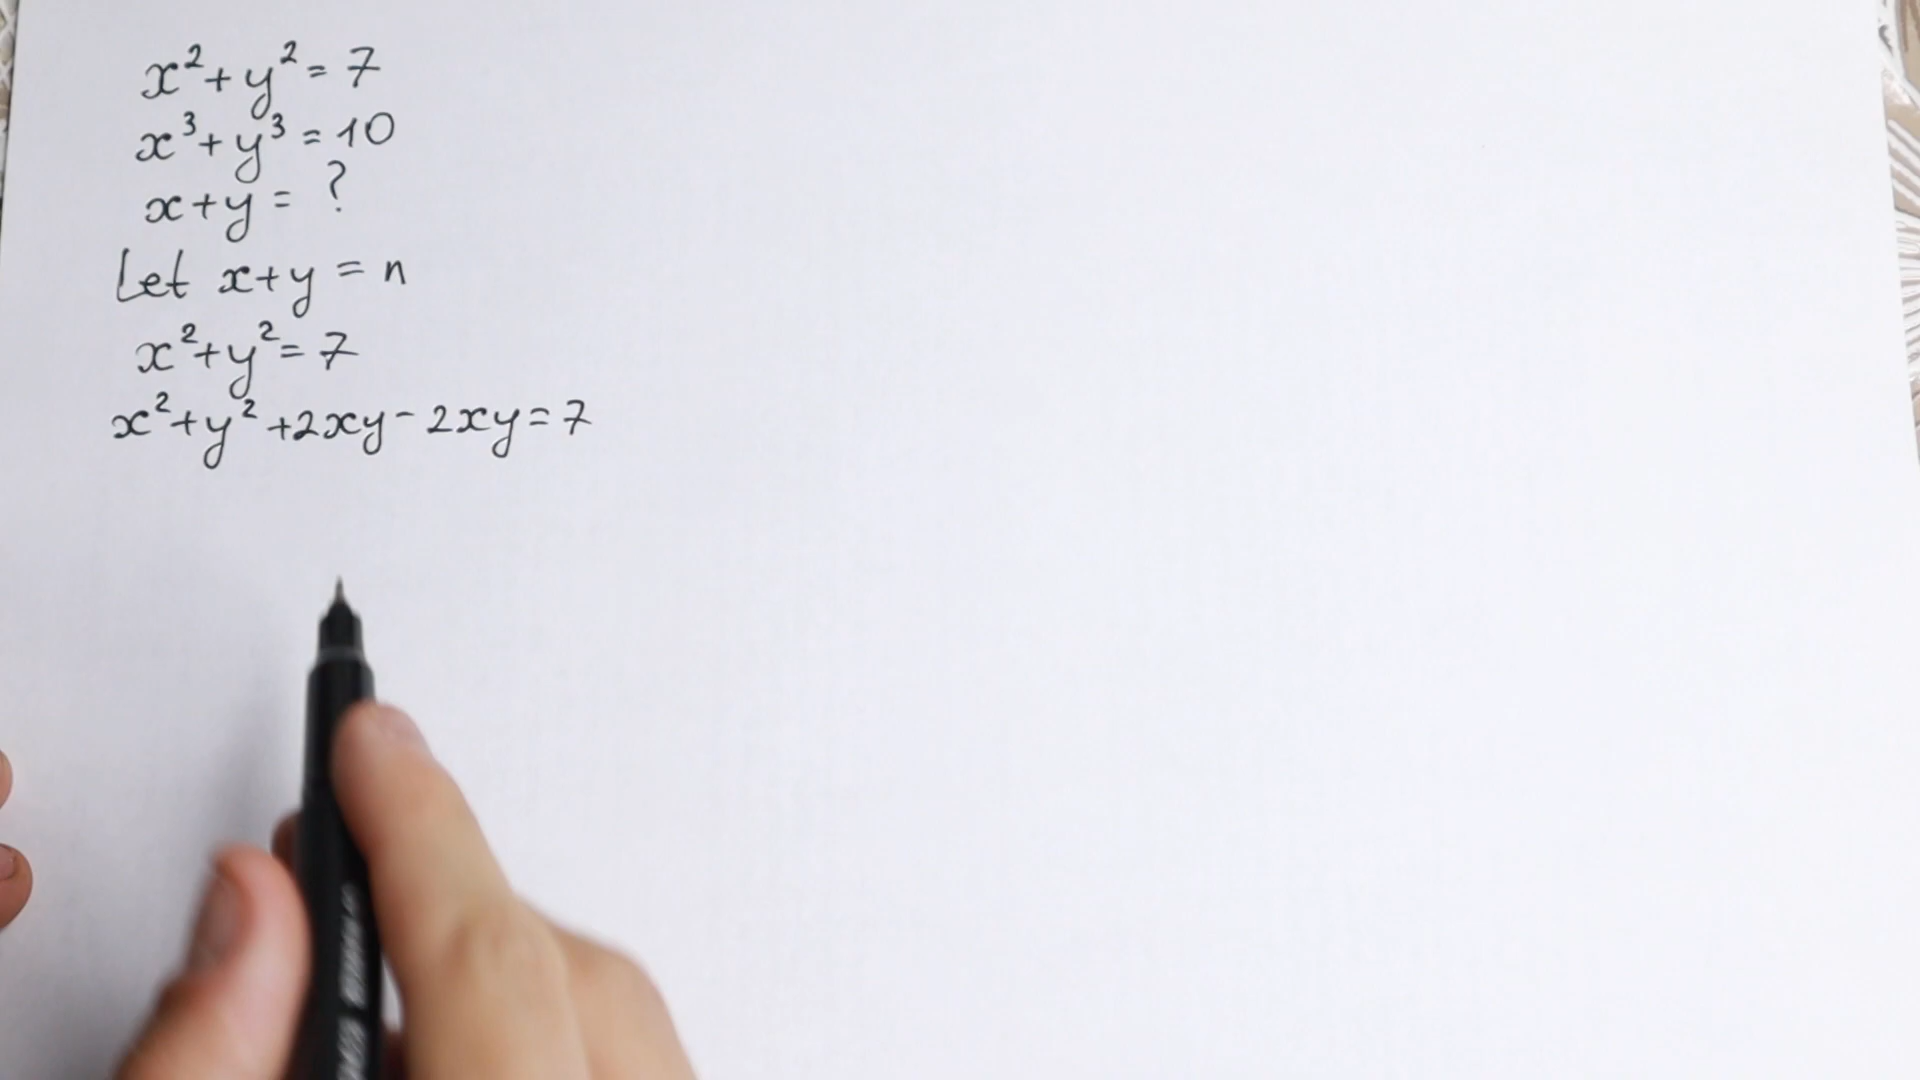 x²+y²=7
x³+y³=10
x+y= ?
Let x+y=n
x²+y²=7
x²+y²+2xy-2xy=7